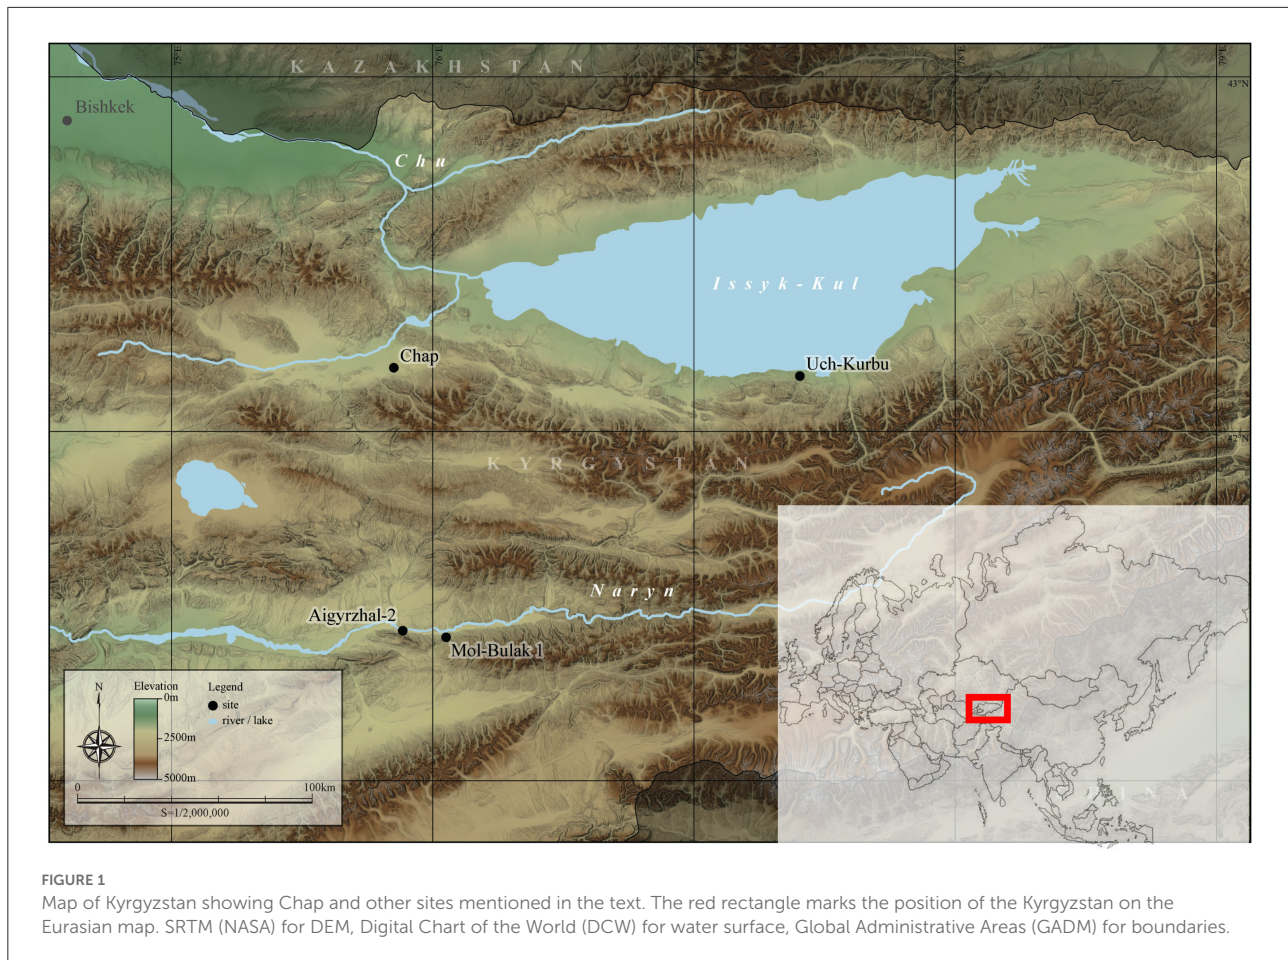 75°E
76°E
77°E
78°E
79°E
KAZAKHSTAN
43°N
Bishkek
Chu
Issyk-Kul
Chap
Uch-Kurbu
42°N
KYRGYSTAN
Naryn
Aigyrzhal-2
Mol-Bulak 1
N
Elevation
0m
2500m
5000m
Legend
site
river / lake
0
100km
S=1/2,000,000
FIGURE 1
Map of Kyrgyzstan showing Chap and other sites mentioned in the text. The red rectangle marks the position of the Kyrgyzstan on the
Eurasian map. SRTM (NASA) for DEM, Digital Chart of the World (DCW) for water surface, Global Administrative Areas (GADM) for boundaries.